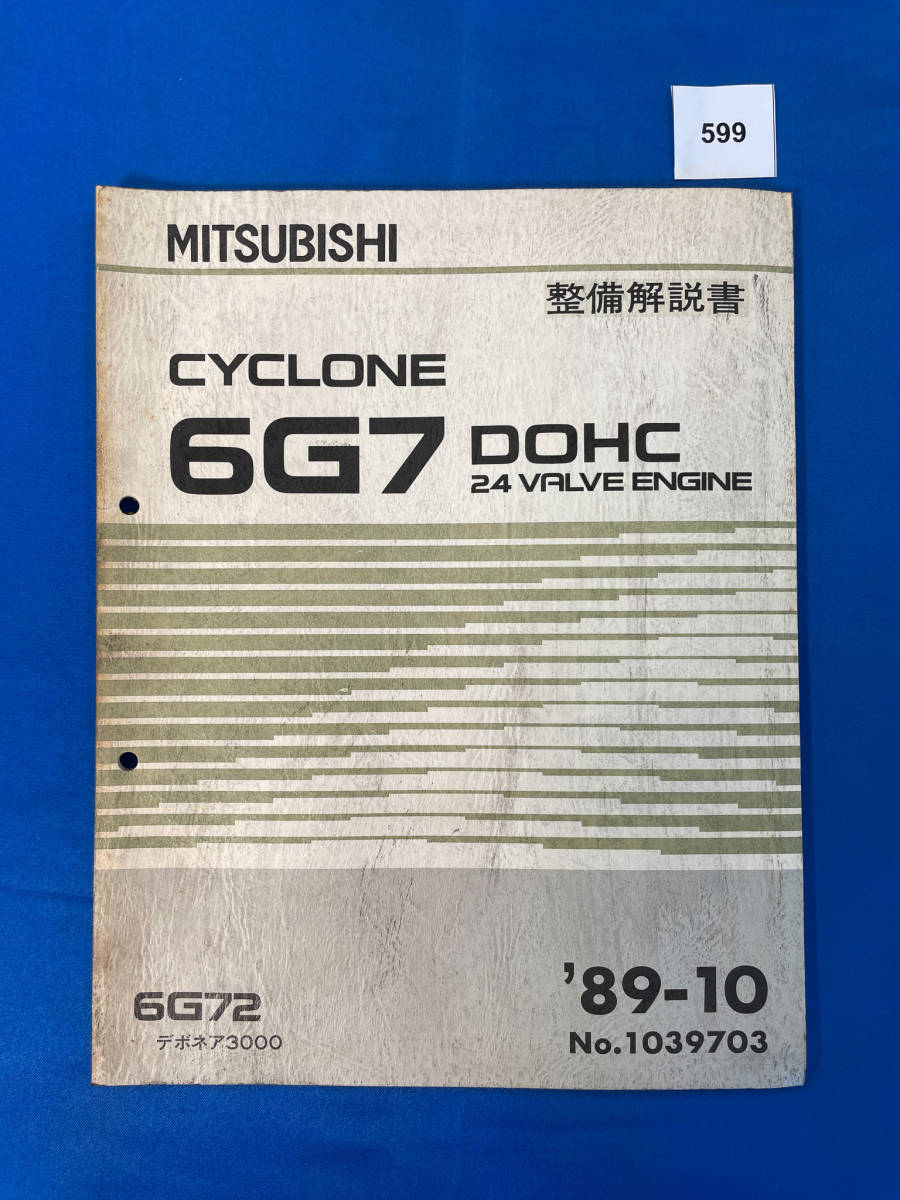 599
MITSUBISHI
整備解説書
CYCLONE
6G7 DOHC
24 VALVE ENGINE
6G72
デボネア3000
'89-10
No.1039703